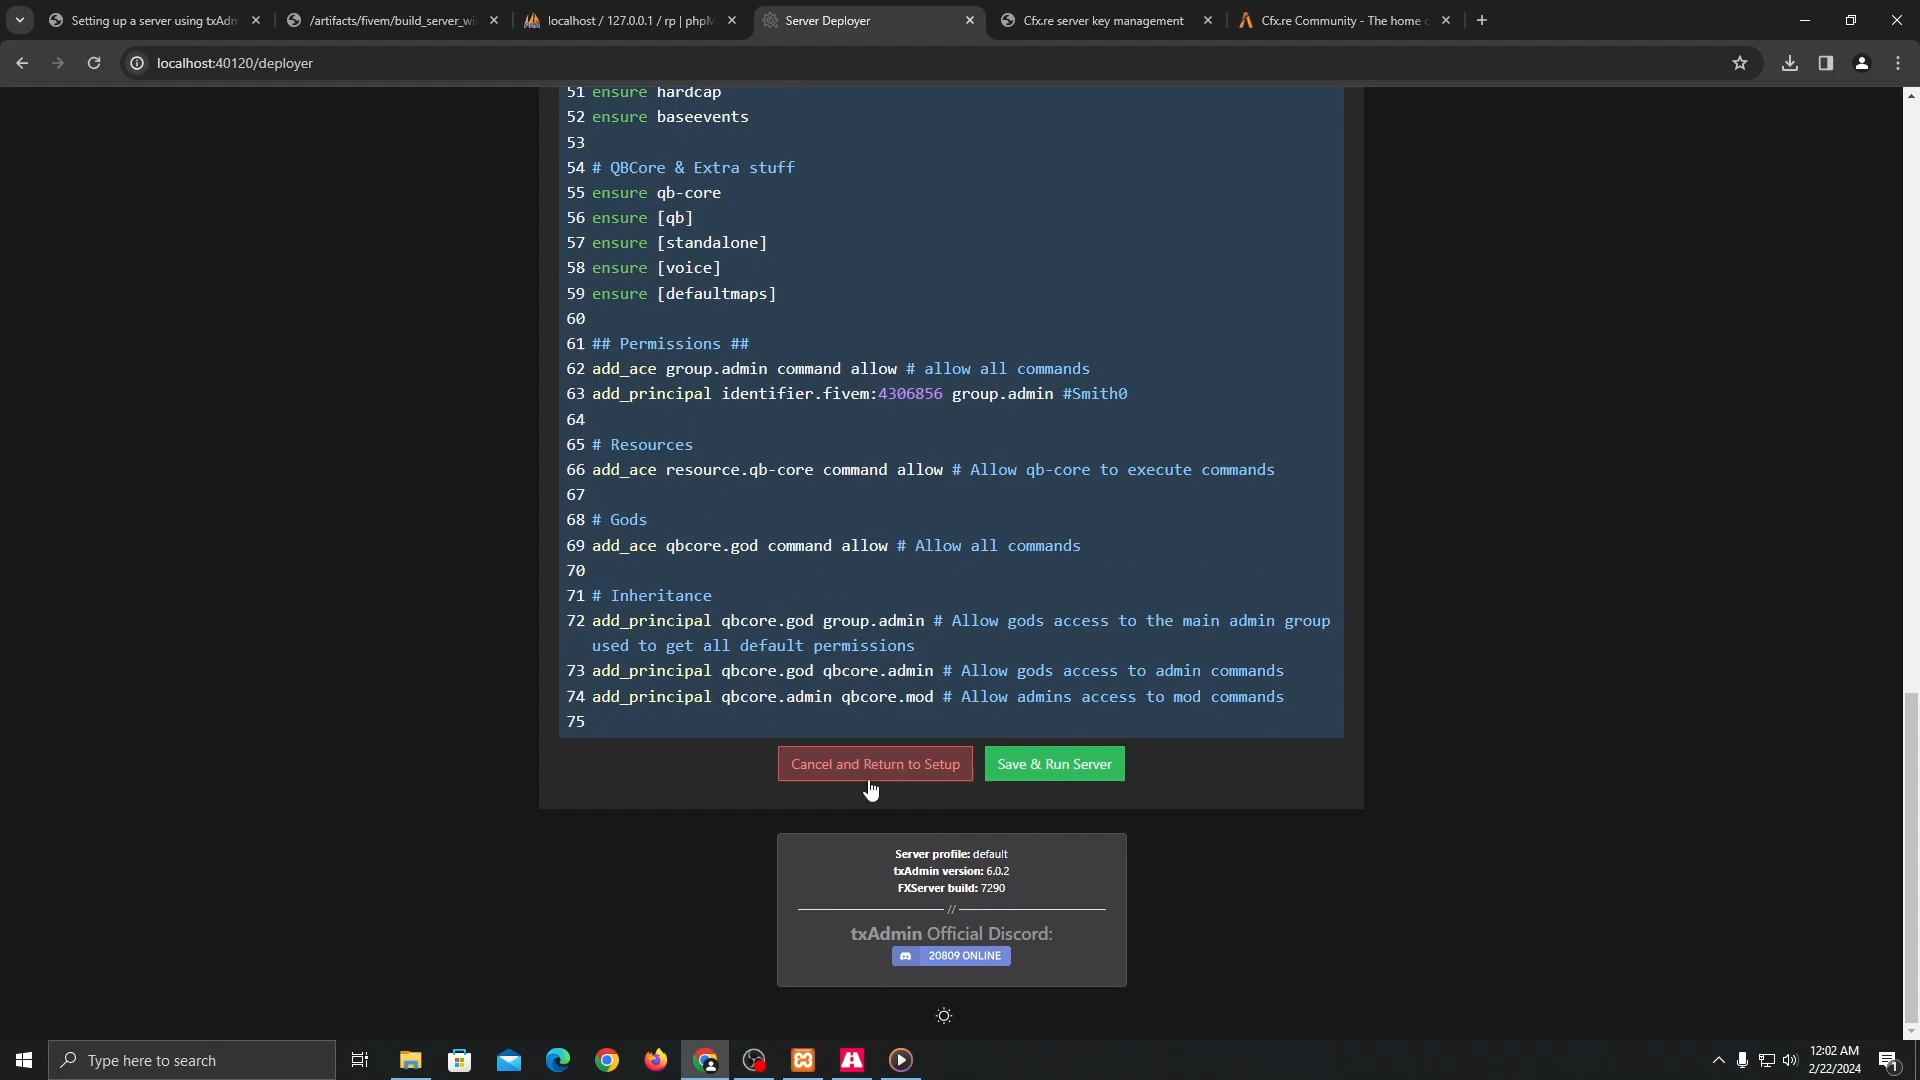 Setting up a server using txAdm
/artifacts/fivem/build_server_wi
localhost / 127.0.0.1 / rp | phpM
Server Deployer
Cfx.re server key management
Cfx.re Community - The home
localhost:40120/deployer
51 ensure hardcap
52 ensure baseevents
53
54 # QBCore & Extra stuff
55 ensure qb-core
56 ensure [qb]
57 ensure [standalone]
58 ensure [voice]
59 ensure [defaultmaps]
60
61 ## Permissions ##
62 add_ace group.admin command allow # allow all commands
63 add_principal identifier.fivem:4306856 group.admin #Smith0
64
65 # Resources
66 add_ace resource.qb-core command allow # Allow qb-core to execute commands
67
68 # Gods
69 add_ace qbcore.god command allow # Allow all commands
70
71 # Inheritance
72 add_principal qbcore.god group.admin # Allow gods access to the main admin group
used to get all default permissions
73 add_principal qbcore.god qbcore.admin # Allow gods access to admin commands
74 add_principal qbcore.admin qbcore.mod # Allow admins access to mod commands
75
Cancel and Return to Setup
Save & Run Server
Server profile: default
txAdmin version: 6.0.2
FXServer build: 7290
//
txAdmin Official Discord:
20809 ONLINE
Type here to search
12:02 AM
2/22/2024
1